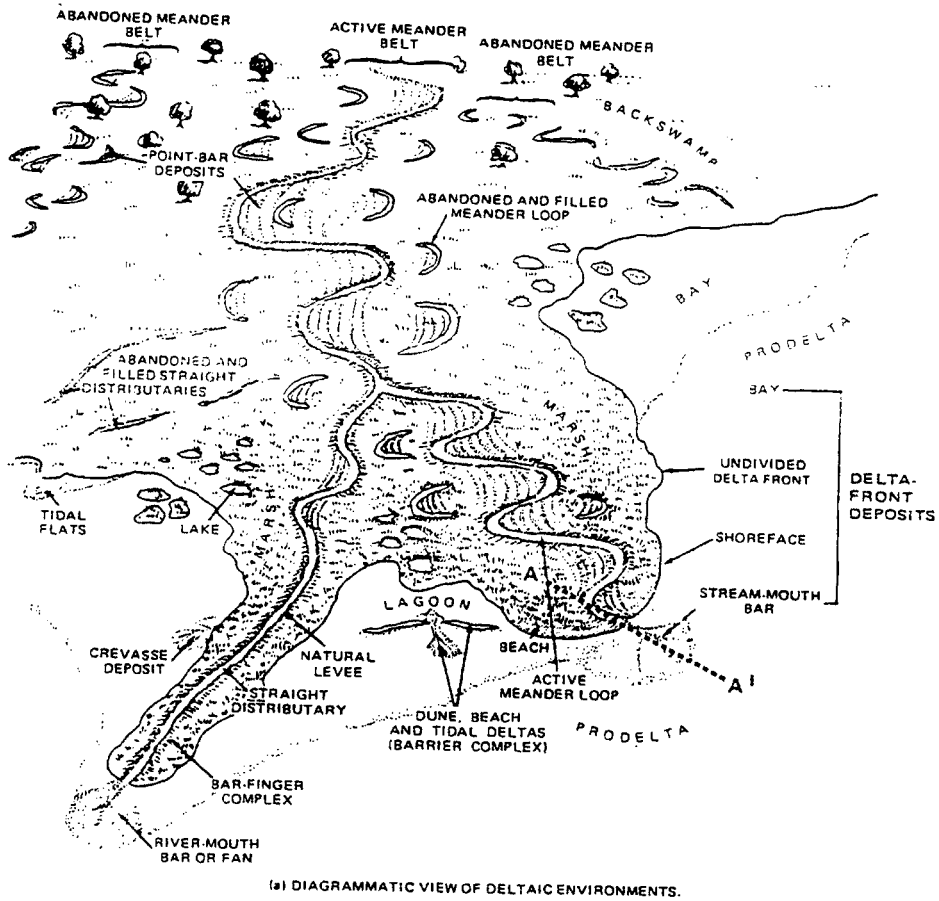 ABANDONED MEANDER
BELT
ACTIVE MEANDER
BELT
ABANDONED MEANDER
BELT
BACKSWAMP
POINT-BAR
DEPOSITS
ABANDONED AND FILLED
MEANDER LOOP
BAY
PRODELTA
ABANDONED AND
FILLED STRAIGHT
DISTRIBUTARIES
BAY
MARSH
UNDIVIDED
DELTA FRONT
DELTA-
FRONT
DEPOSITS
TIDAL
FLATS
LAKE
MARSH
SHOREFACE
A
STREAM-MOUTH
BAR
LAGOON
CREVASSE
DEPOSIT
NATURAL
LEVEE
BEACH
STRAIGHT
DISTRIBUTARY
ACTIVE
MEANDER LOOP
A'
DUNE, BEACH
AND TIDAL DELTAS
(BARRIER COMPLEX)
PRODELTA
BAR-FINGER
COMPLEX
RIVER-MOUTH
BAR OR FAN
(a) DIAGRAMMATIC VIEW OF DELTAIC ENVIRONMENTS.